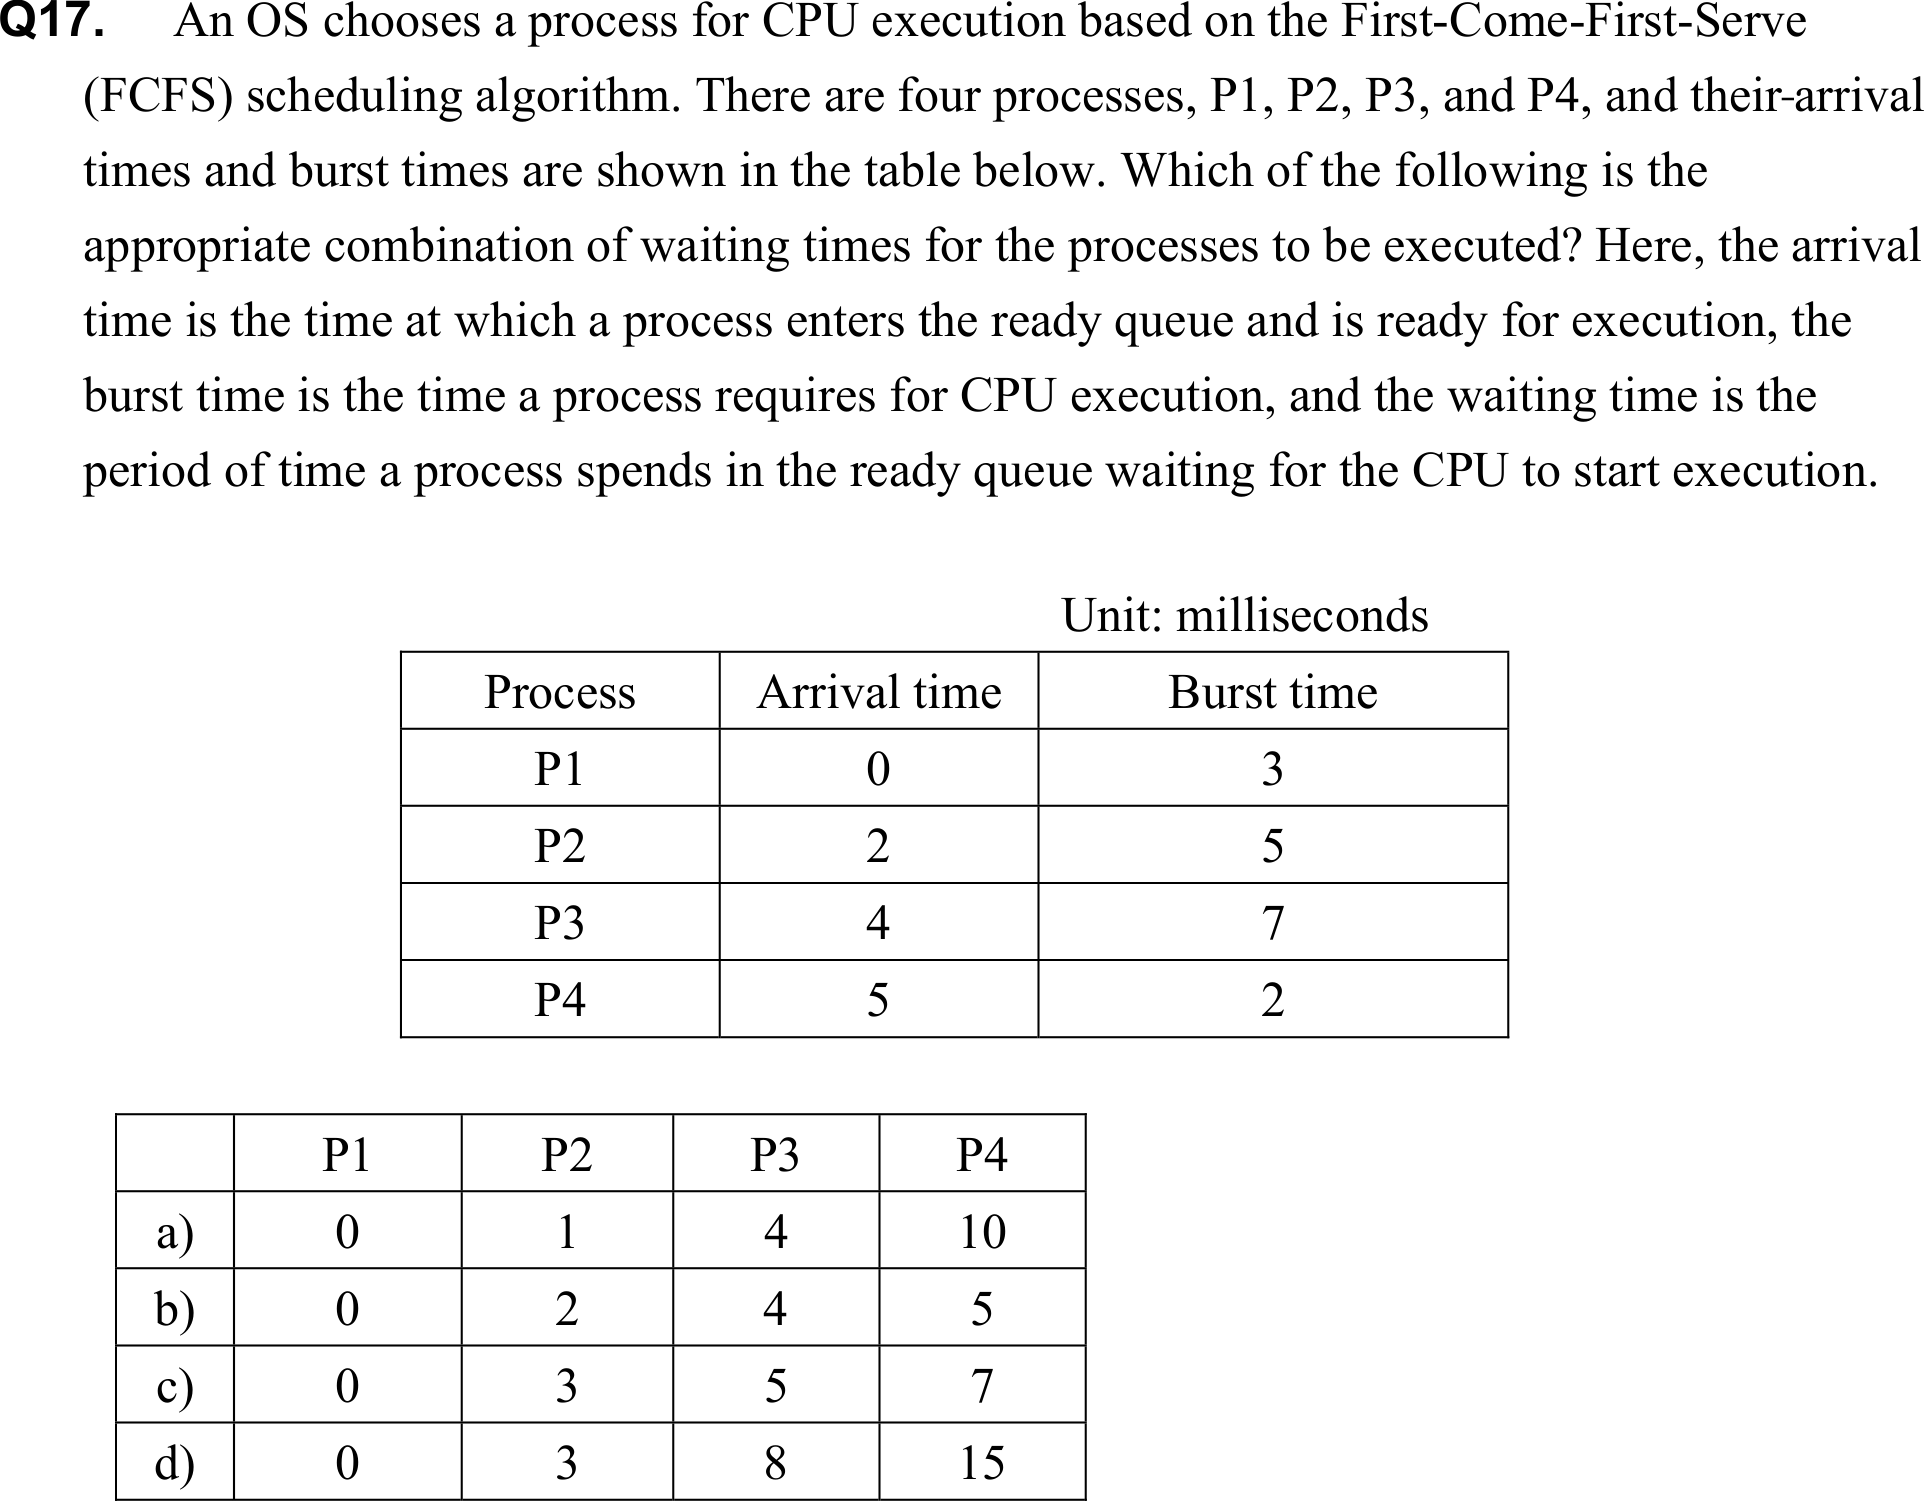 Q17. An OS chooses a process for CPU execution based on the First-Come-First-Serve
(FCFS) scheduling algorithm. There are four processes, P1, P2, P3, and P4, and their-arrival
times and burst times are shown in the table below. Which of the following is the
appropriate combination of waiting times for the processes to be executed? Here, the arrival
time is the time at which a process enters the ready queue and is ready for execution, the
burst time is the time a process requires for CPU execution, and the waiting time is the
period of time a process spends in the ready queue waiting for the CPU to start execution.
Unit: milliseconds
Process Arrival time Burst time
P1 0 3
P2 2 5
P3 4 7
P4 5 2
P1 P2 P3 P4
a) 0 1 4 10
b) 0 2 4 5
c) 0 3 5 7
d) 0 3 8 15